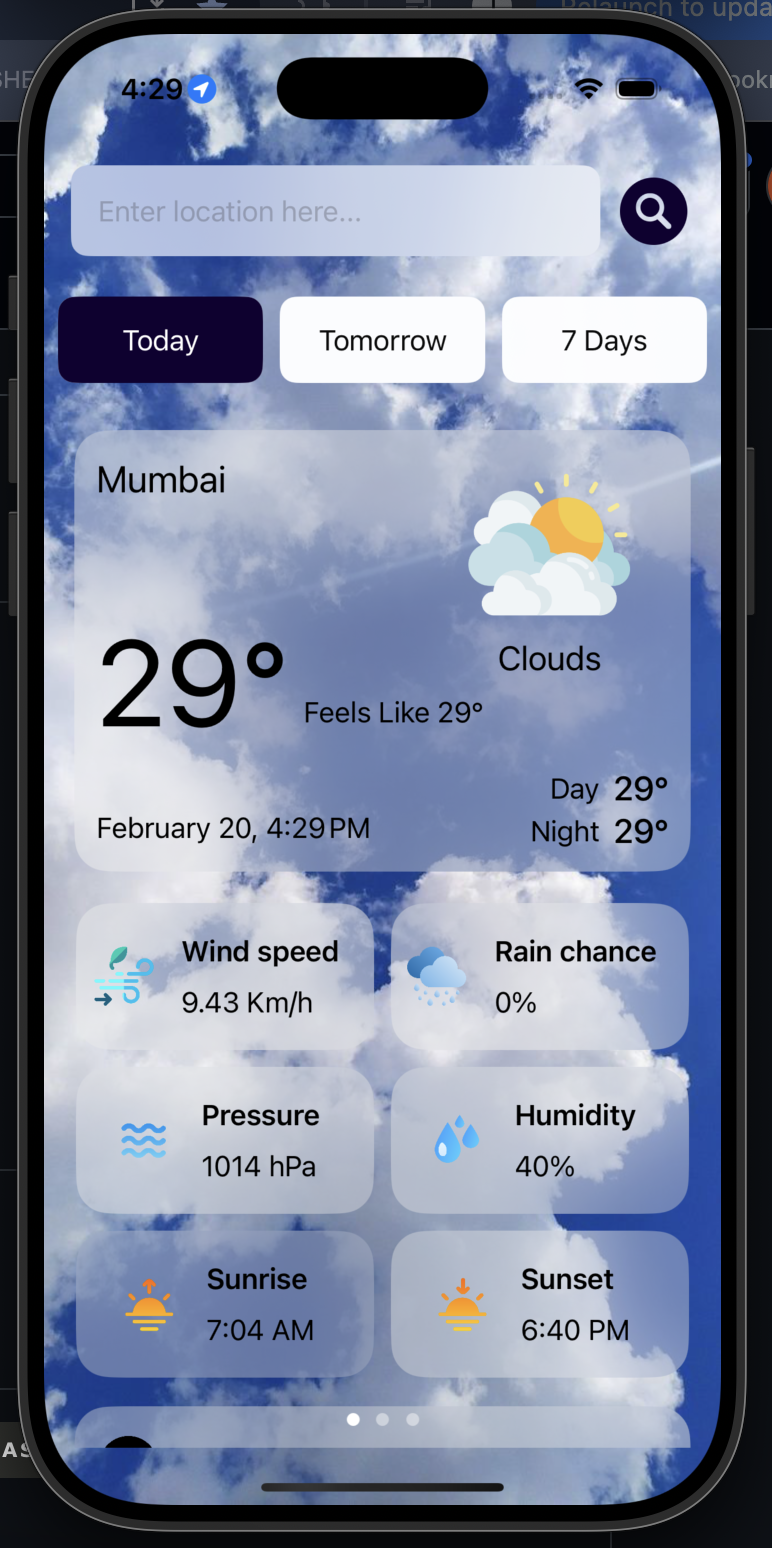 Relaunch to upda
SHE
ookr
4:29
Enter location here...
Today
Tomorrow
7 Days
Mumbai
Clouds
29°
Feels Like 29°
Day 29°
Night 29°
February 20, 4:29 PM
Wind speed
9.43 Km/h
Rain chance
0%
Pressure
1014 hPa
Humidity
40%
Sunrise
7:04 AM
Sunset
6:40 PM
AS